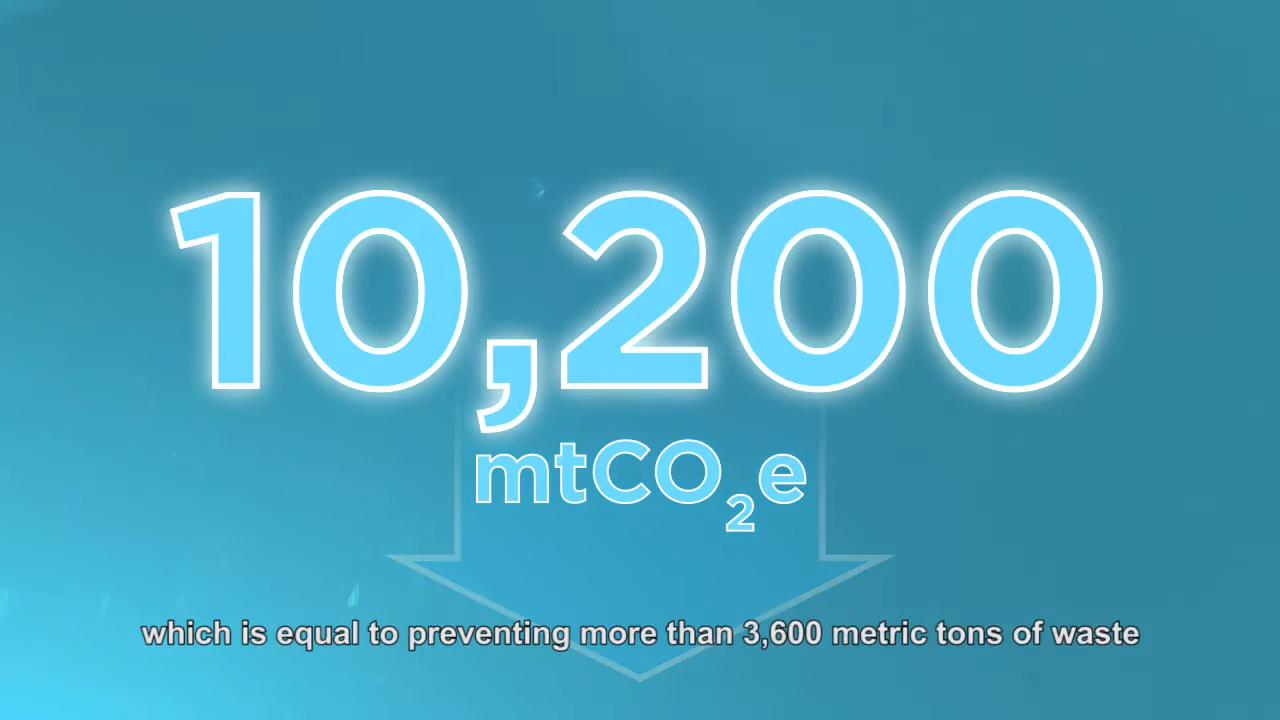 10,200
mtCO₂e
which is equal to preventing more than 3,600 metric tons of waste